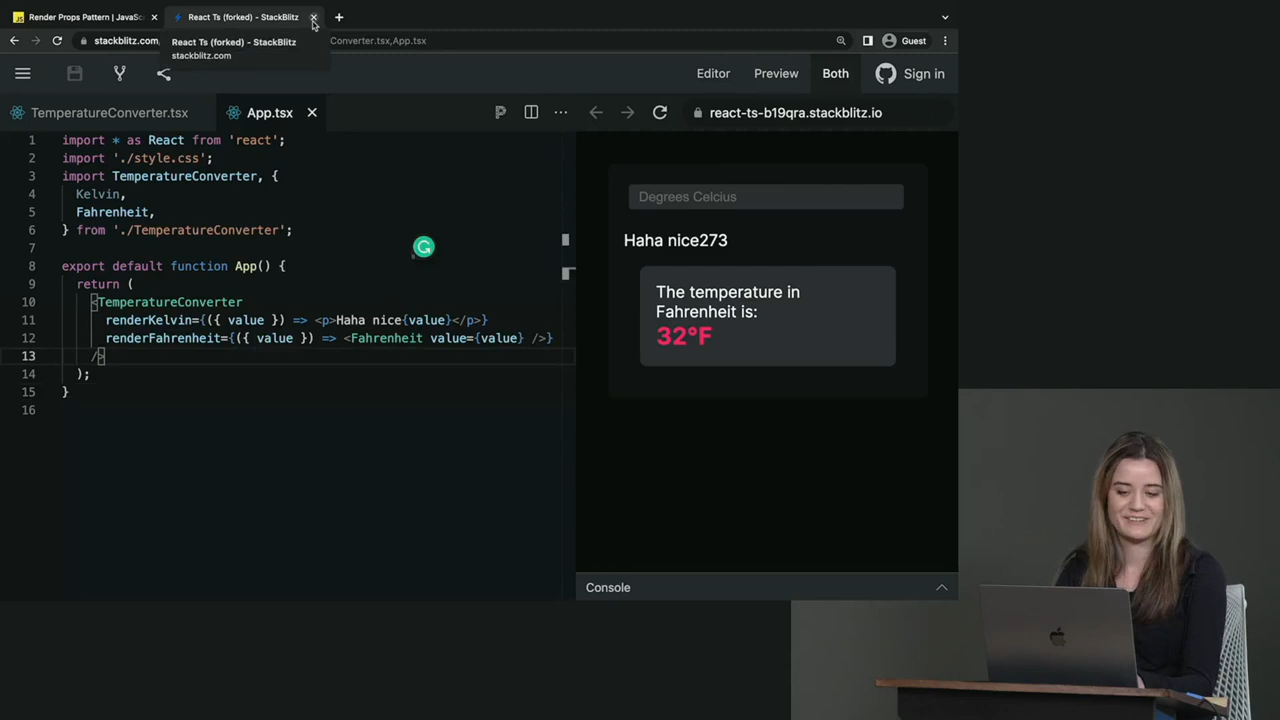 Render Props Pattern | JavaSc
React Ts (forked) - StackBlitz
stackblitz.com
Converter.tsx,App.tsx
Guest
React Ts (forked) - StackBlitz
stackblitz.com
Editor
Preview
Both
Sign in
TemperatureConverter.tsx
App.tsx
react-ts-b19qra.stackblitz.io
1 import * as React from 'react';
2 import './style.css';
3 import TemperatureConverter, {
4 Kelvin,
5 Fahrenheit,
6 } from './TemperatureConverter';
7
8 export default function App() {
9 return (
10 <TemperatureConverter
11 renderKelvin={({ value }) => <p>Haha nice{value}</p>}
12 renderFahrenheit={({ value }) => <Fahrenheit value={value} />}
13 />
14 );
15 }
16
Degrees Celcius
Haha nice273
The temperature in
Fahrenheit is:
32°F
Console